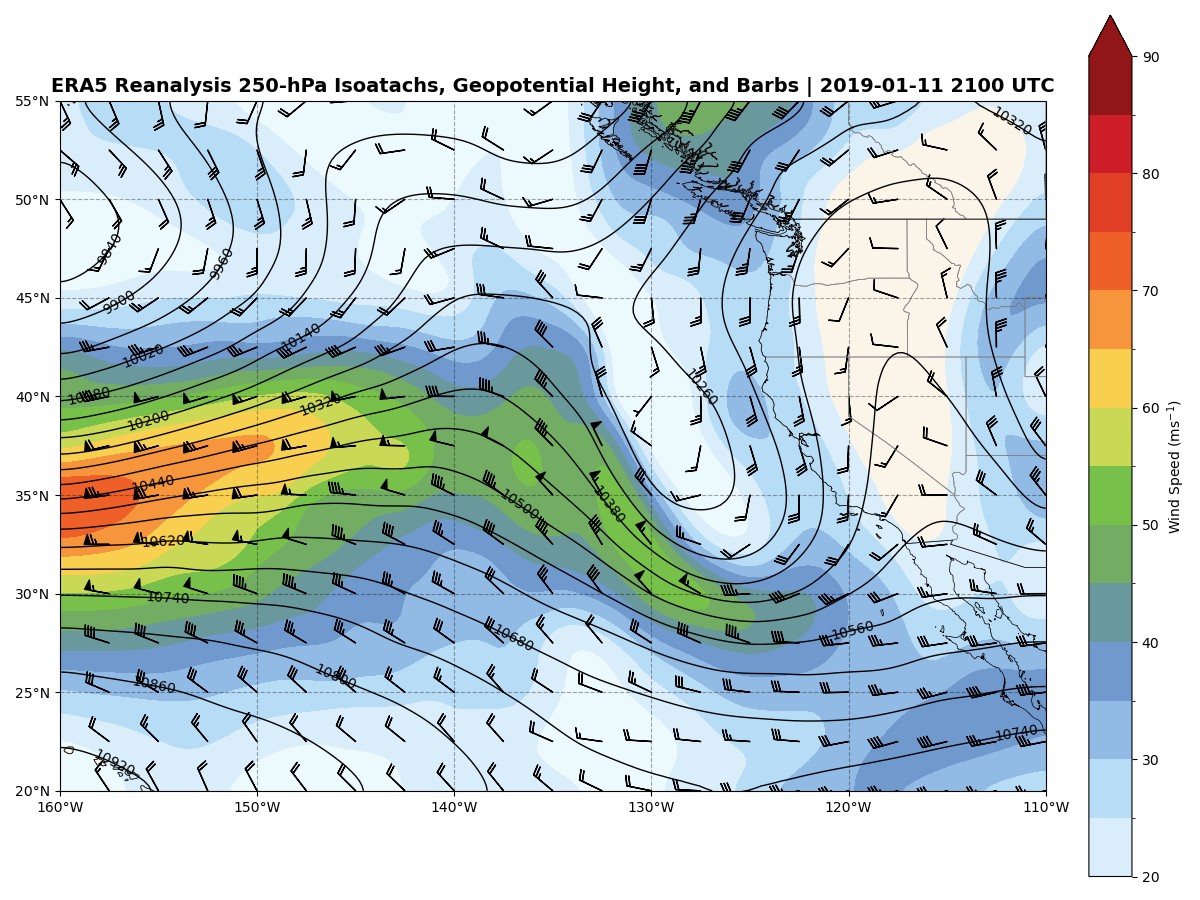 ERA5 Reanalysis 250-hPa Isoatachs, Geopotential Height, and Barbs | 2019-01-11 2100 UTC
55°N
50°N
45°N
40°N
35°N
30°N
25°N
20°N
160°W
150°W
140°W
130°W
120°W
110°W
10320
9840
9960
9900
10140
10020
10260
10080
10320
10200
10440
10500
10380
10620
10740
10560
10680
10860
10800
10740
10920
90
80
70
60
50
40
30
20
Wind Speed (ms⁻¹)